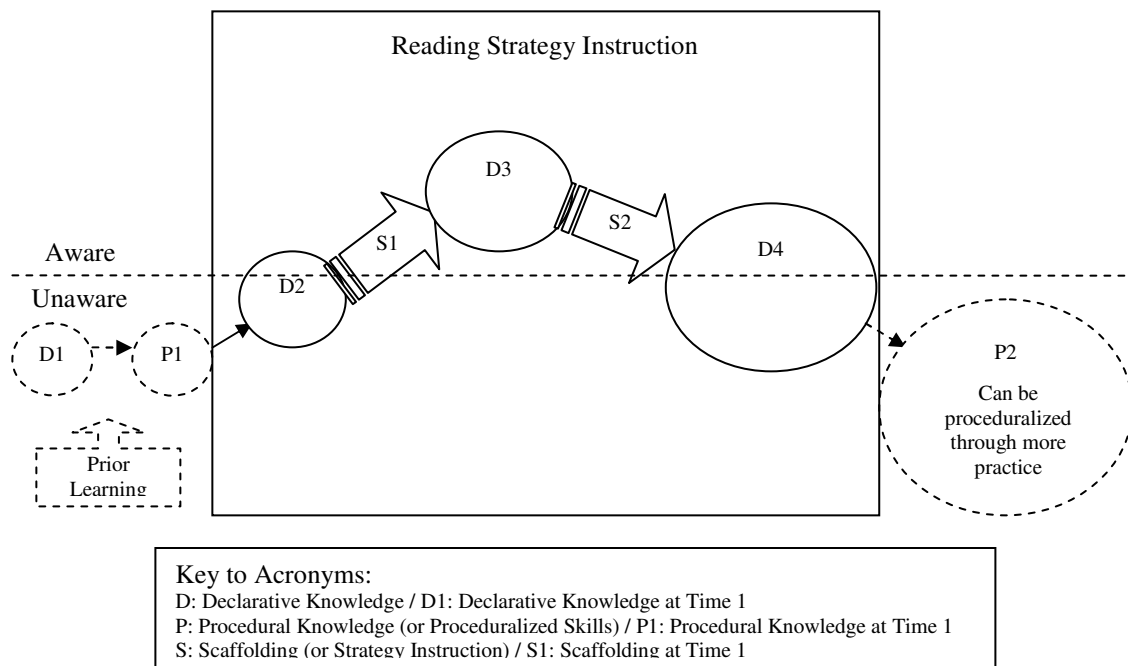 Reading Strategy Instruction
D3
S1
S2
D4
Aware
D2
Unaware
D1
P1
P2
Can be
proceduralized
through more
practice
Prior
Learning
Key to Acronyms:
D: Declarative Knowledge / D1: Declarative Knowledge at Time 1
P: Procedural Knowledge (or Proceduralized Skills) / P1: Procedural Knowledge at Time 1
S: Scaffolding (or Strategy Instruction) / S1: Scaffolding at Time 1